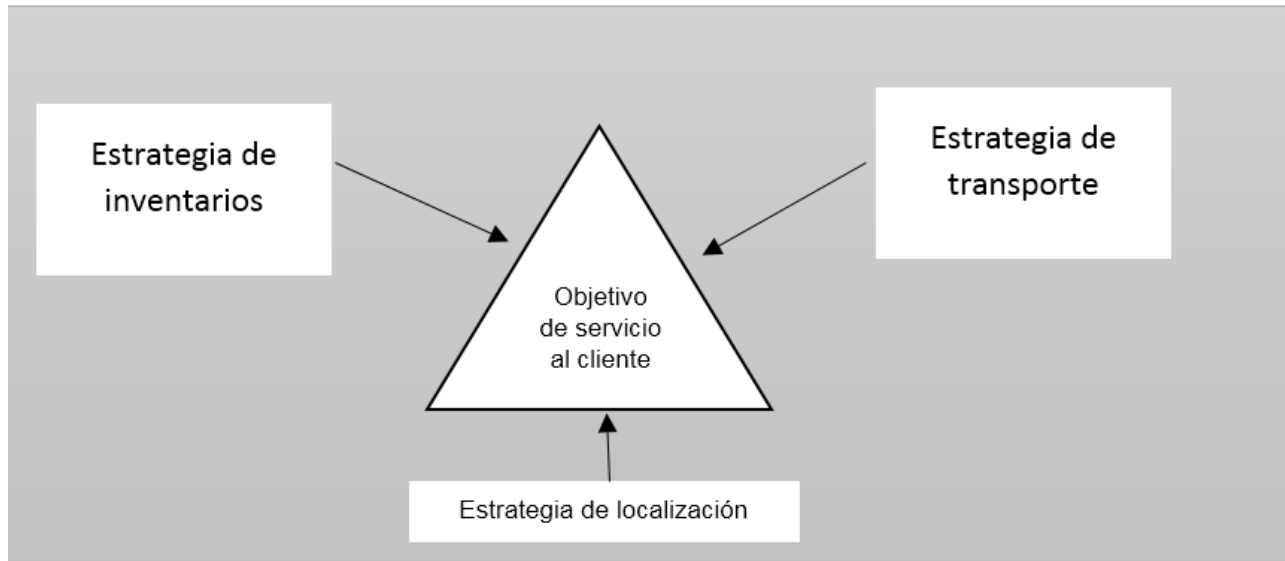 Estrategia de
inventarios
Estrategia de
transporte
Objetivo
de servicio
al cliente
Estrategia de localización